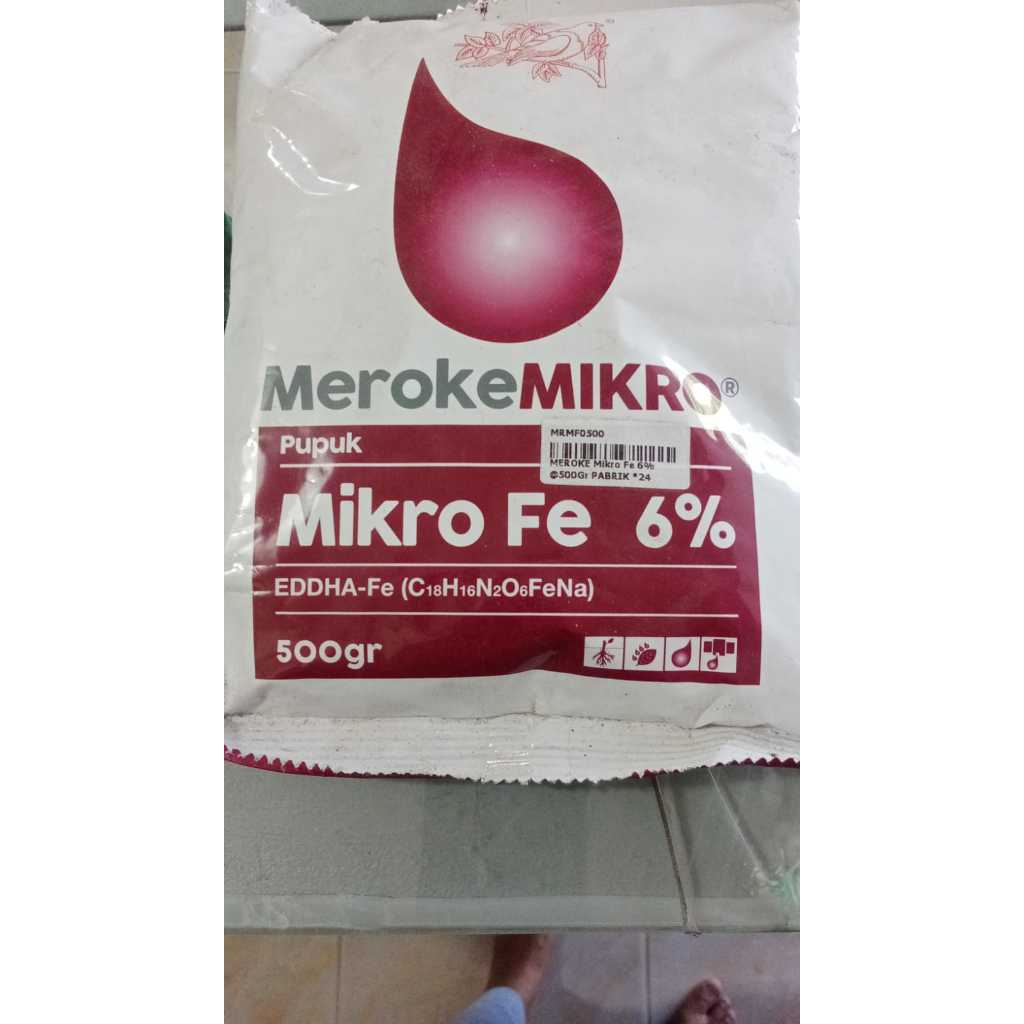 MerokeMIKRO®
Pupuk
MRMF0500
MEROKE Mikro Fe 6%
@500Gr PABRIK *24
Mikro Fe 6%
EDDHA-Fe (C18H16N2O6FeNa)
500gr